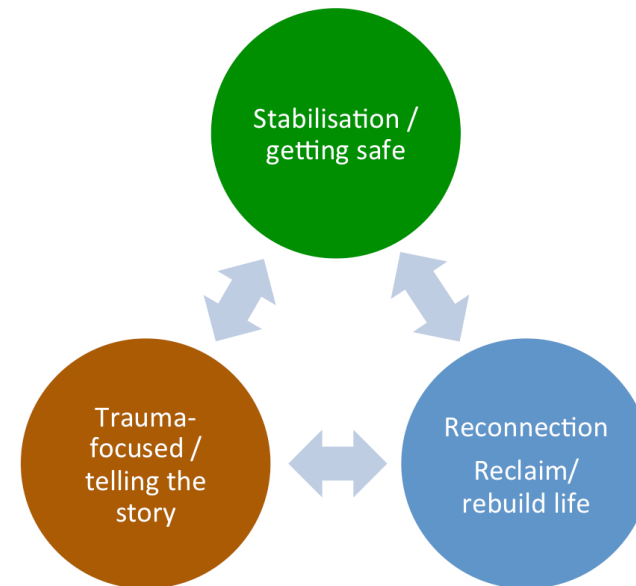 Stabilisation /
getting safe
Trauma-
focused /
telling the
story
Reconnection
Reclaim/
rebuild life